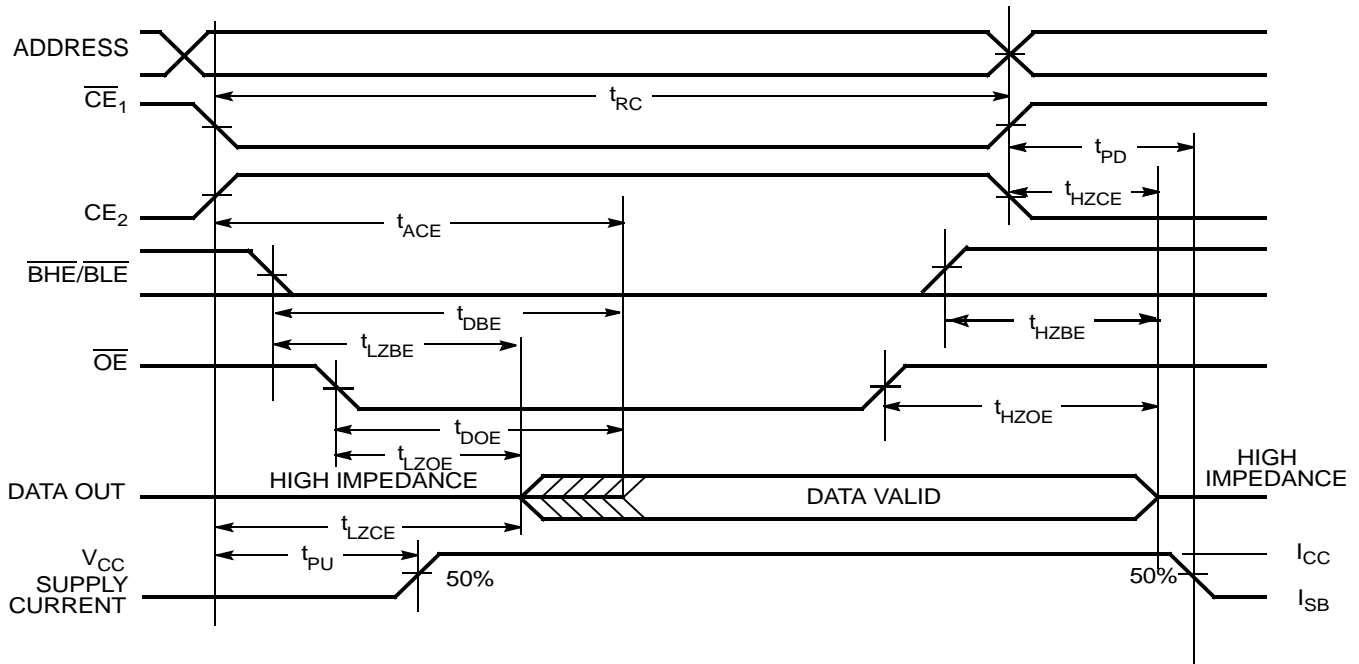 ADDRESS
CE1
tRC
tPD
tHZCE
CE2
tACE
BHE/BLE
tDBE
tHZBE
tLZBE
OE
tHZOE
tDOE
tLZOE
HIGH IMPEDANCE
HIGH
IMPEDANCE
DATA OUT
DATA VALID
tLZCE
VCC
SUPPLY
CURRENT
tPU
50%
50%
ICC
ISB